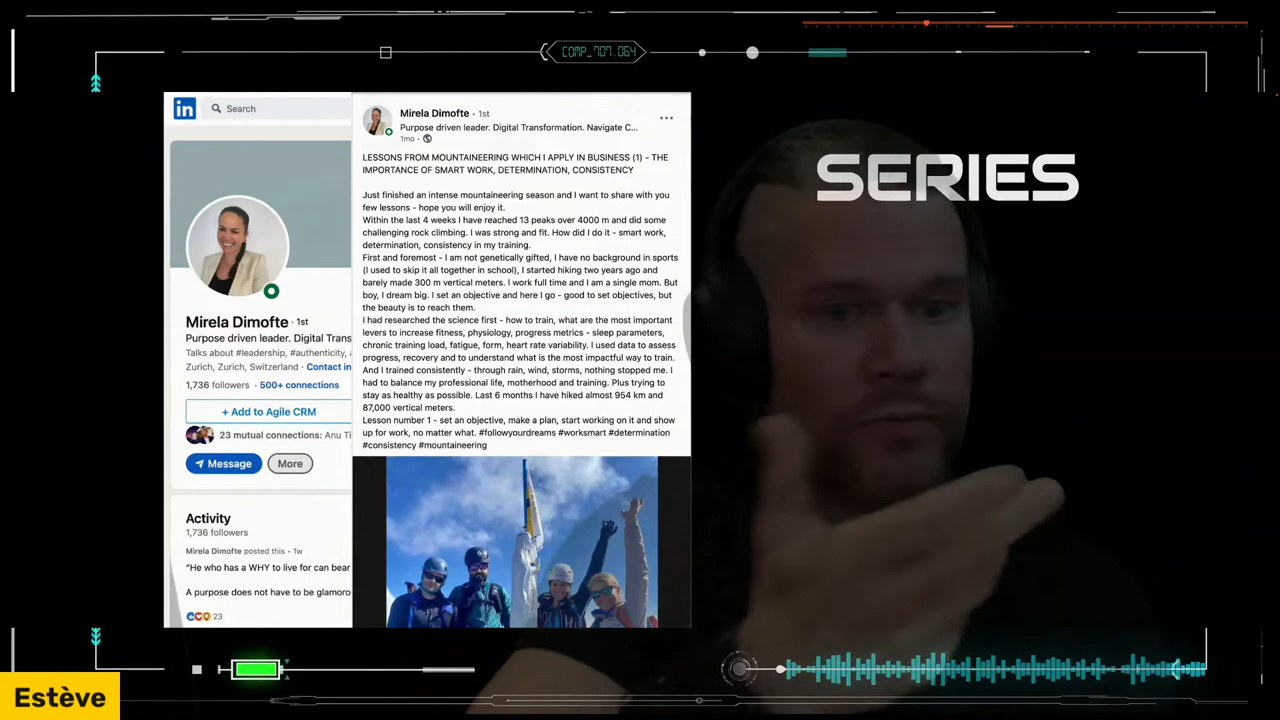 COMP_707.064
SERIES
in
Search
Mirela Dimofte · 1st
Purpose driven leader. Digital Trans
Talks about #leadership, #authenticity,
Zurich, Zurich, Switzerland · Contact in
1,736 followers · 500+ connections
+ Add to Agile CRM
23 mutual connections: Anu Ti
Message
More
Activity
1,736 followers
Mirela Dimofte posted this • 1w
“He who has a WHY to live for can bear
A purpose does not have to be glamoro
23
Mirela Dimofte · 1st
Purpose driven leader. Digital Transformation. Navigate C...
1mo •
LESSONS FROM MOUNTAINEERING WHICH I APPLY IN BUSINESS (1) - THE
IMPORTANCE OF SMART WORK, DETERMINATION, CONSISTENCY
Just finished an intense mountaineering season and I want to share with you
few lessons - hope you will enjoy it.
Within the last 4 weeks I have reached 13 peaks over 4000 m and did some
challenging rock climbing. I was strong and fit. How did I do it - smart work,
determination, consistency in my training.
First and foremost - I am not genetically gifted, I have no background in sports
(I used to skip it all together in school), I started hiking two years ago and
barely made 300 m vertical meters. I work full time and I am a single mom. But
boy, I dream big. I set an objective and here I go - good to set objectives, but
the beauty is to reach them.
I had researched the science first - how to train, what are the most important
levers to increase fitness, physiology, progress metrics - sleep parameters,
chronic training load, fatigue, form, heart rate variability. I used data to assess
progress, recovery and to understand what is the most impactful way to train.
And I trained consistently - through rain, wind, storms, nothing stopped me. I
had to balance my professional life, motherhood and training. Plus trying to
stay as healthy as possible. Last 6 months I have hiked almost 954 km and
87,000 vertical meters.
Lesson number 1 - set an objective, make a plan, start working on it and show
up for work, no matter what. #followyourdreams #worksmart #determination
#consistency #mountaineering
Estève